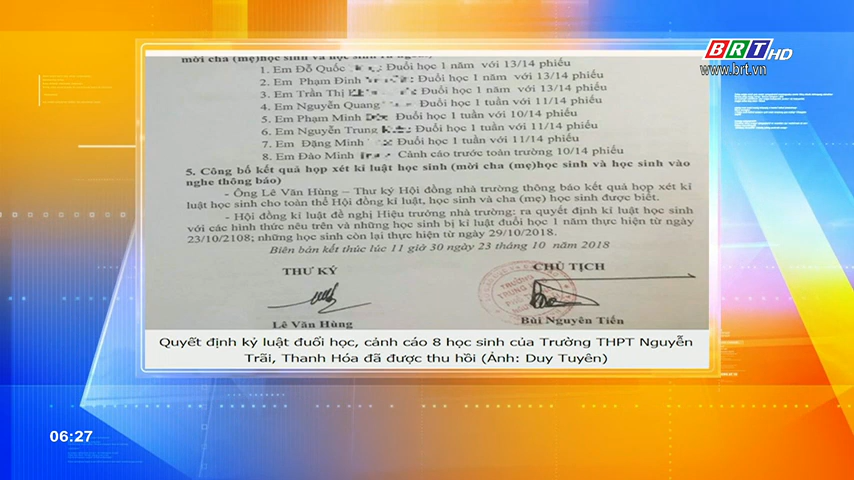 BRT HD
www.brt.vn
mời cha (mẹ)học sinh và học sinh ra ngoài)
1. Em Đỗ Quốc : Đuổi học 1 năm với 13/14 phiếu
2. Em Phạm Đình : Đuổi học 1 năm với 13/14 phiếu
3. Em Trần Thị : Đuổi học 1 năm với 13/14 phiếu
4. Em Nguyễn Quang Đuổi học 1 tuần với 11/14 phiếu
5. Em Phạm Minh Đuổi học 1 tuần với 10/14 phiếu
6. Em Nguyễn Trung : Đuổi học 1 tuần với 11/14 phiếu
7. Em Đặng Minh : Đuổi học 1 tuần với 11/14 phiếu
8. Em Đào Minh : Cảnh cáo trước toàn trường 10/14 phiếu
5. Công bố kết quả họp xét kỉ luật học sinh (mời cha (mẹ)học sinh và học sinh vào
nghe thông báo)
- Ông Lê Văn Hùng – Thư ký Hội đồng nhà trường thông báo kết quả họp xét kỉ
luật học sinh cho toàn thể Hội đồng kỉ luật, học sinh và cha (mẹ) học sinh được biết.
- Hội đồng kỉ luật đề nghị Hiệu trưởng nhà trường: ra quyết định kỉ luật học sinh
với các hình thức nêu trên và những học sinh bị kỉ luật đuổi học 1 năm thực hiện từ ngày
23/10/2108; những học sinh còn lại thực hiện từ ngày 29/10/2018.
Biên bản kết thúc lúc 11 giờ 30 ngày 23 tháng 10 năm 2018
THƯ KÝ
CHỦ TỊCH
TRƯỜNG
TRUNG HỌC
Lê Văn Hùng
Bùi Nguyên Tiến
Quyết định kỷ luật đuổi học, cảnh cáo 8 học sinh của Trường THPT Nguyễn
Trãi, Thanh Hóa đã được thu hồi (Ảnh: Duy Tuyên)
06:27